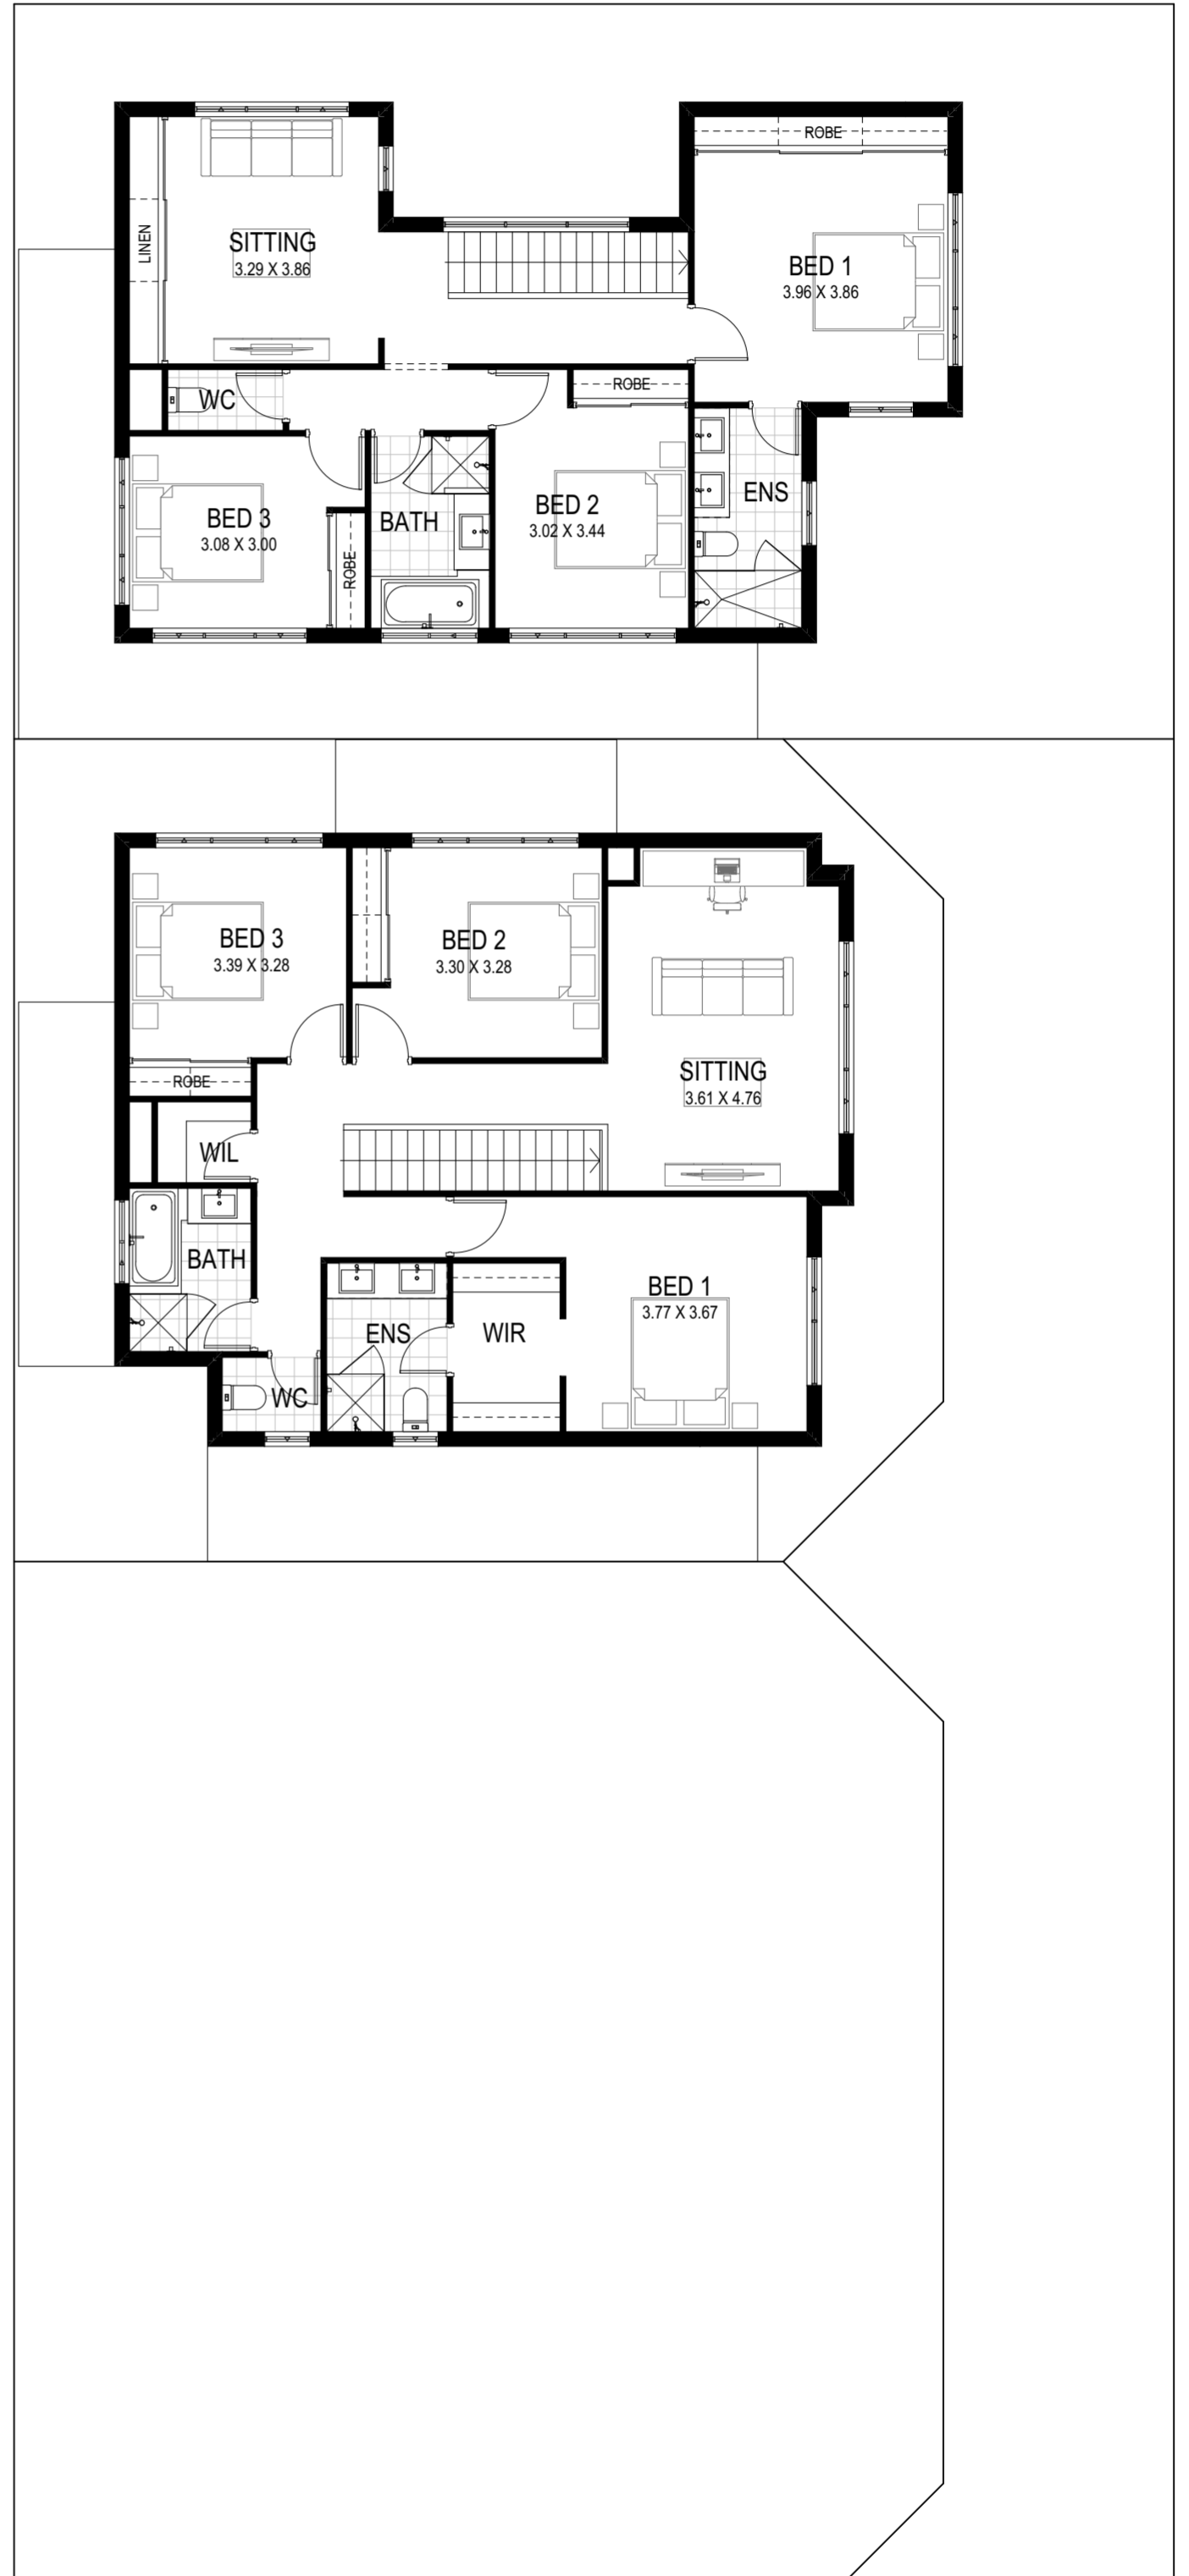 ROBE
LINEN
SITTING
3.29 X 3.86
BED 1
3.96 X 3.86
WC
ROBE
BED 3
3.08 X 3.00
ROBE
BATH
BED 2
3.02 X 3.44
ENS
BED 3
3.39 X 3.28
BED 2
3.30 X 3.28
SITTING
3.61 X 4.76
ROBE
WIL
BATH
ENS
WIR
BED 1
3.77 X 3.67
WC